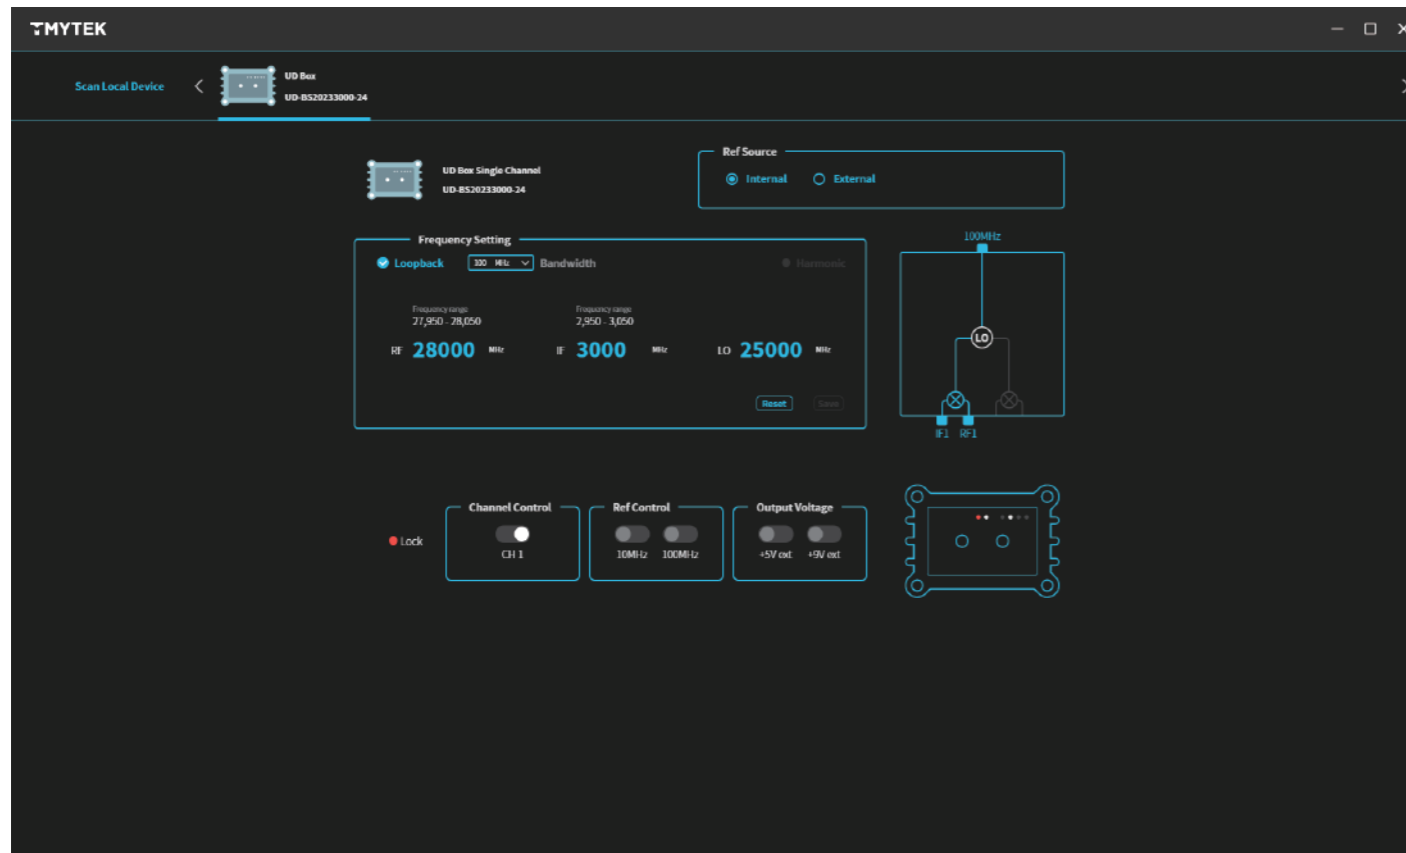 TMYTEK
Scan Local Device
UD Box
UD-BS20233000-24
UD Box Single Channel
UD-BS20233000-24
Ref Source
Internal
External
Frequency Setting
Loopback
MHz
Bandwidth
Harmonic
Frequency range
27,950 - 28,050
RF 28000 MHz
Frequency range
2,950 - 3,050
IF 3000 MHz
LO 25000 MHz
Reset
Save
100MHz
LO
IF1 RF1
Lock
Channel Control
CH 1
Ref Control
10MHz 100MHz
Output Voltage
+5V ext +9V ext